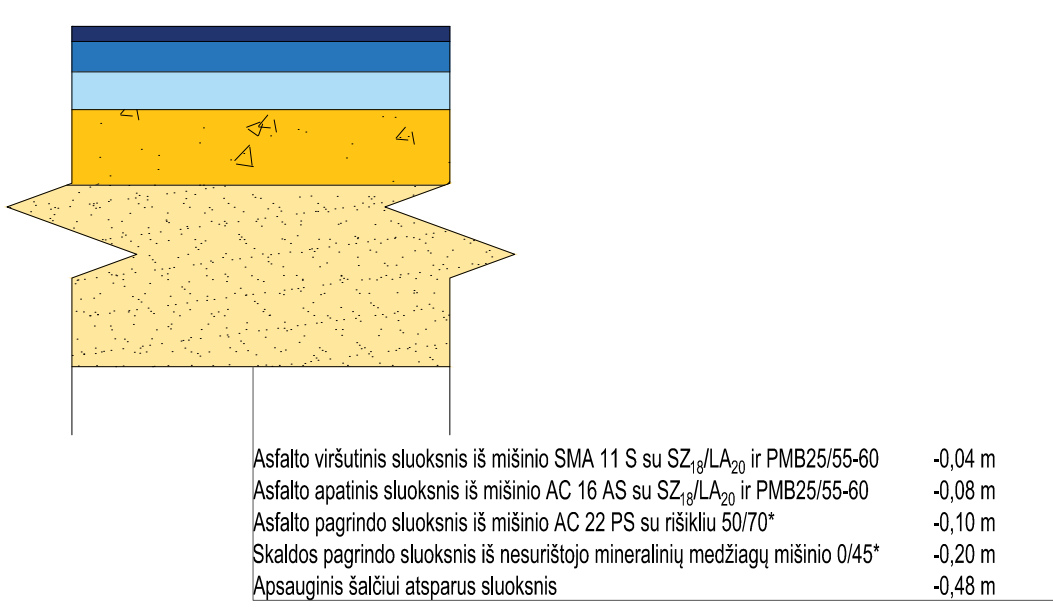 Asfalto viršutinis sluoksnis iš mišinio SMA 11 S su SZ₁₈/LA₂₀ ir PMB25/55-60 -0,04 m
Asfalto apatinis sluoksnis iš mišinio AC 16 AS su SZ₁₈/LA₂₀ ir PMB25/55-60 -0,08 m
Asfalto pagrindo sluoksnis iš mišinio AC 22 PS su rišikliu 50/70* -0,10 m
Skaldos pagrindo sluoksnis iš nesurištojo mineralinių medžiagų mišinio 0/45* -0,20 m
Apsauginis šalčiui atsparus sluoksnis -0,48 m